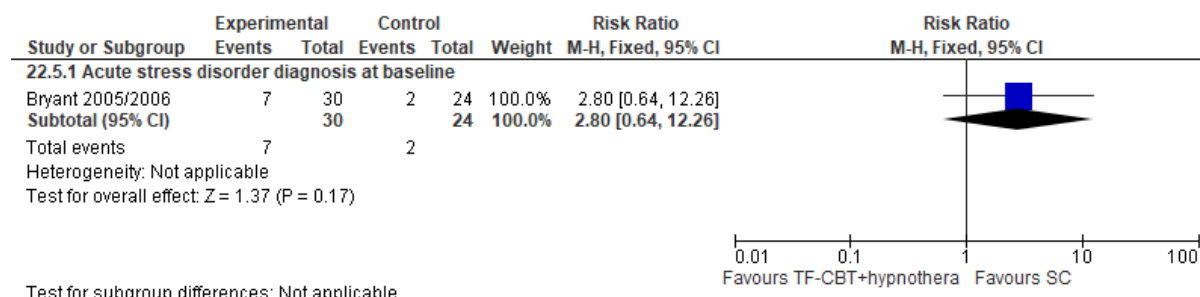 Experimental Control Risk Ratio Risk Ratio
Study or Subgroup Events Total Events Total Weight M-H, Fixed, 95% CI M-H, Fixed, 95% CI
22.5.1 Acute stress disorder diagnosis at baseline
Bryant 2005/2006 7 30 2 24 100.0% 2.80 [0.64, 12.26]
Subtotal (95% CI) 30 24 100.0% 2.80 [0.64, 12.26]
Total events 7 2
Heterogeneity: Not applicable
Test for overall effect: Z = 1.37 (P = 0.17)
0.01 0.1 1 10 100
Favours TF-CBT+hypnothera Favours SC
Test for subgroup differences: Not applicable